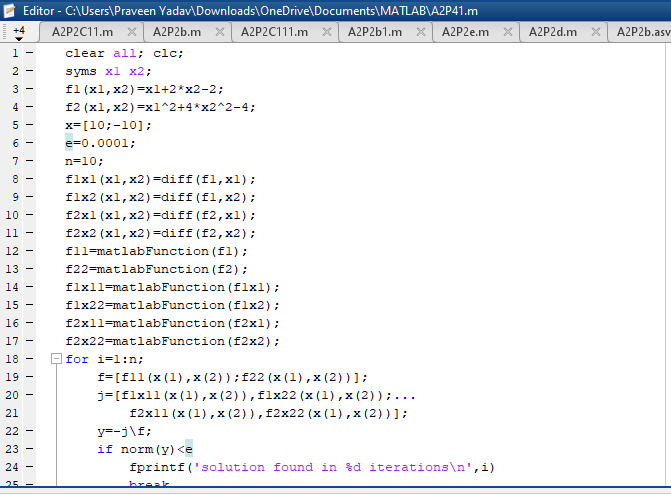 Editor - C:\Users\Praveen Yadav\Downloads\OneDrive\Documents\MATLAB\A2P41.m
+4 A2P2C11.m A2P2b.m A2P2C111.m A2P2b1.m A2P2e.m A2P2d.m A2P2b.asv
1 - clear all; clc;
2 - syms x1 x2;
3 - f1(x1,x2)=x1+2*x2-2;
4 - f2(x1,x2)=x1^2+4*x2^2-4;
5 - x=[10;-10];
6 - e=0.0001;
7 - n=10;
8 - f1x1(x1,x2)=diff(f1,x1);
9 - f1x2(x1,x2)=diff(f1,x2);
10 - f2x1(x1,x2)=diff(f2,x1);
11 - f2x2(x1,x2)=diff(f2,x2);
12 - f11=matlabFunction(f1);
13 - f22=matlabFunction(f2);
14 - f1x11=matlabFunction(f1x1);
15 - f1x22=matlabFunction(f1x2);
16 - f2x11=matlabFunction(f2x1);
17 - f2x22=matlabFunction(f2x2);
18 - for i=1:n;
19 - f=[f11(x(1),x(2));f22(x(1),x(2))];
20 - j=[f1x11(x(1),x(2)),f1x22(x(1),x(2));...
21 f2x11(x(1),x(2)),f2x22(x(1),x(2))];
22 - y=-j\f;
23 - if norm(y)<e
24 - fprintf('solution found in %d iterations\n',i)
25 - break